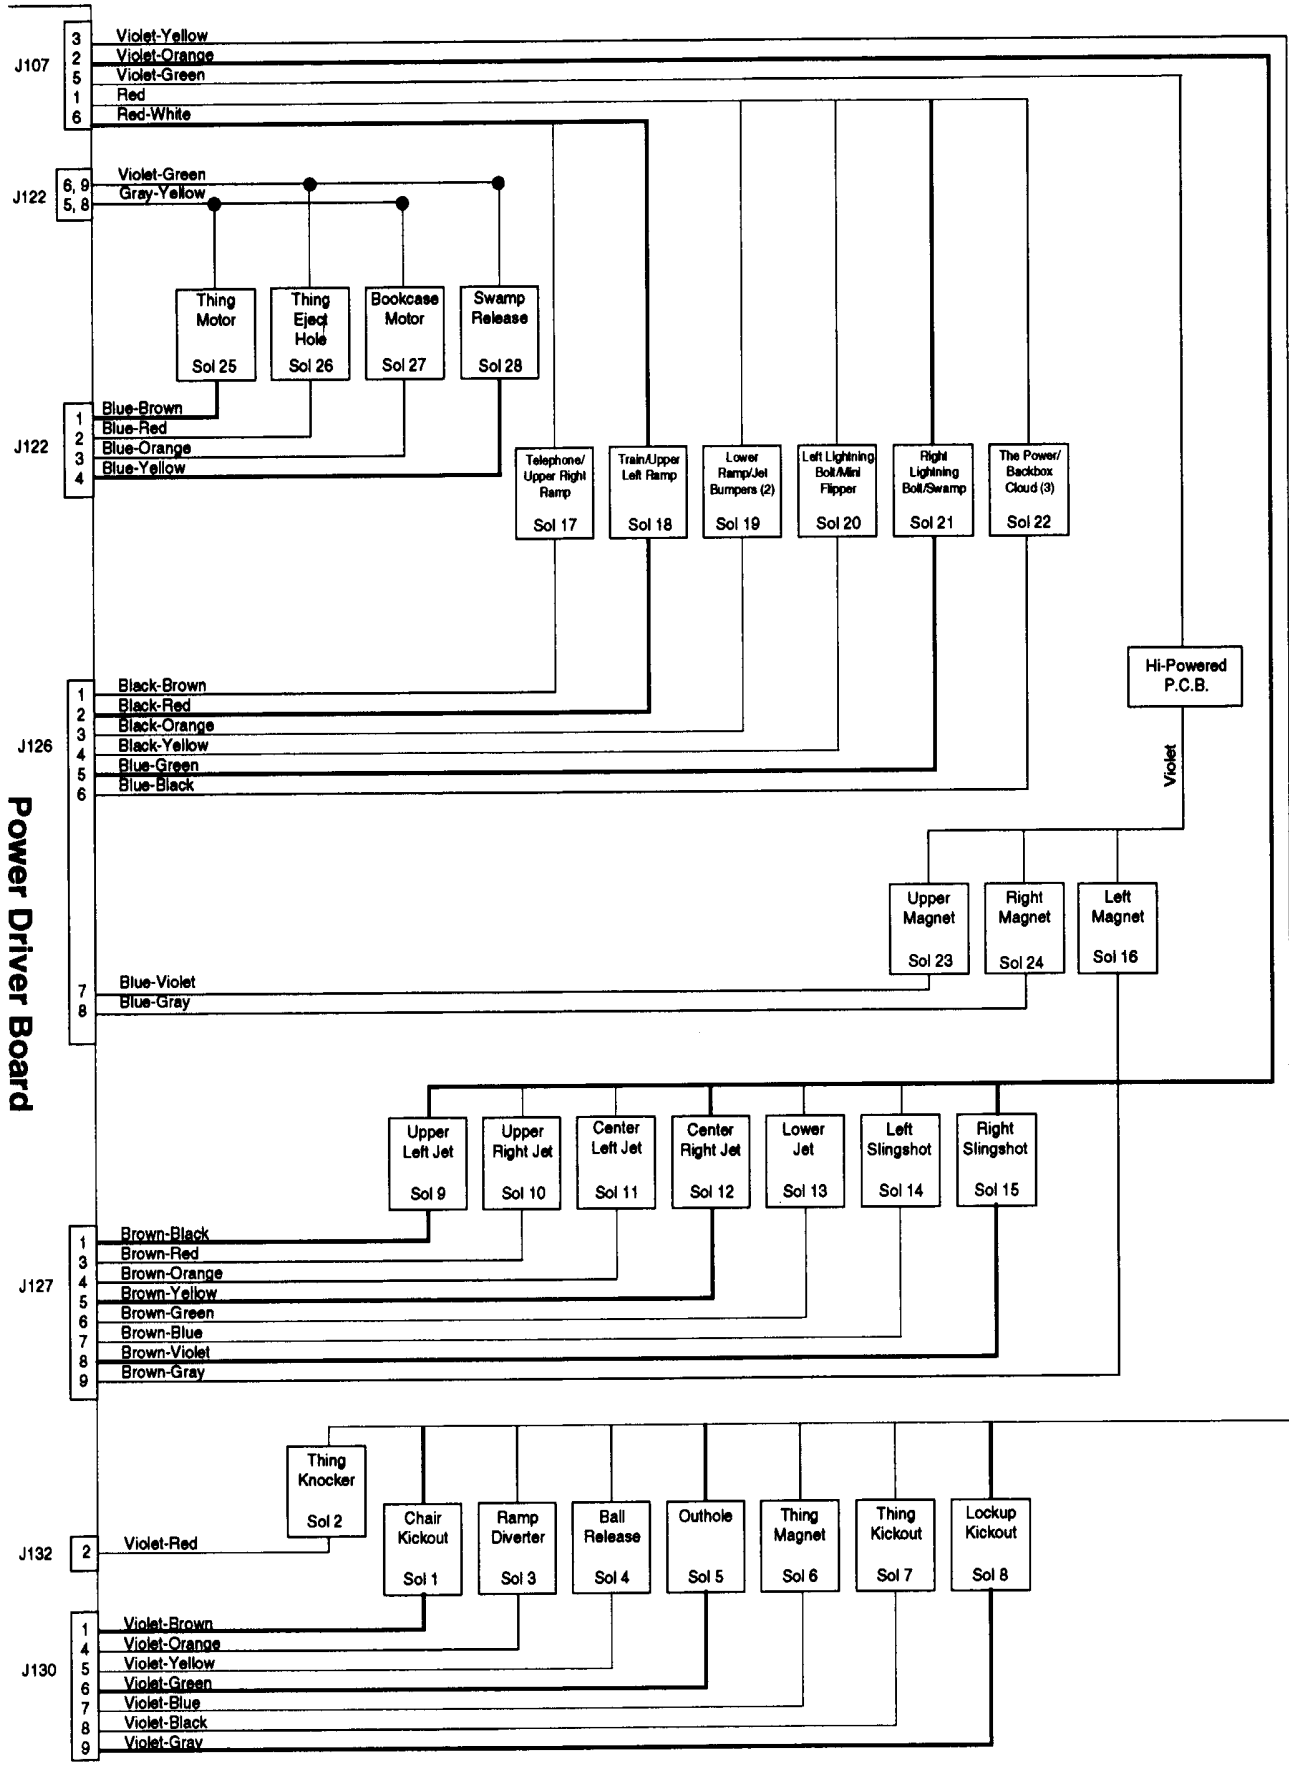 3 Violet-Yellow
2 Violet-Orange
J107
5 Violet-Green
1 Red
6 Red-White
6, 9 Violet-Green
J122
5, 8 Gray-Yellow
Thing
Motor
Sol 25
Thing
Eject
Hole
Sol 26
Bookcase
Motor
Sol 27
Swamp
Release
Sol 28
1 Blue-Brown
2 Blue-Red
J122
3 Blue-Orange
4 Blue-Yellow
Telephone/
Upper Right
Ramp
Sol 17
Train/Upper
Left Ramp
Sol 18
Lower
Ramp/Jet
Bumpers (2)
Sol 19
Left Lightning
Bolt/Mini
Flipper
Sol 20
Right
Lightning
Bolt/Swamp
Sol 21
The Power/
Backbox
Cloud (3)
Sol 22
Hi-Powered
P.C.B.
Violet
1 Black-Brown
2 Black-Red
3 Black-Orange
J126
4 Black-Yellow
5 Blue-Green
6 Blue-Black
Power Driver Board
Upper
Magnet
Sol 23
Right
Magnet
Sol 24
Left
Magnet
Sol 16
7 Blue-Violet
8 Blue-Gray
Upper
Left Jet
Sol 9
Upper
Right Jet
Sol 10
Center
Left Jet
Sol 11
Center
Right Jet
Sol 12
Lower
Jet
Sol 13
Left
Slingshot
Sol 14
Right
Slingshot
Sol 15
1 Brown-Black
3 Brown-Red
4 Brown-Orange
J127
5 Brown-Yellow
6 Brown-Green
7 Brown-Blue
8 Brown-Violet
9 Brown-Gray
Thing
Knocker
Sol 2
J132
2 Violet-Red
Chair
Kickout
Sol 1
Ramp
Diverter
Sol 3
Ball
Release
Sol 4
Outhole
Sol 5
Thing
Magnet
Sol 6
Thing
Kickout
Sol 7
Lockup
Kickout
Sol 8
1 Violet-Brown
4 Violet-Orange
5 Violet-Yellow
J130
6 Violet-Green
7 Violet-Blue
8 Violet-Black
9 Violet-Gray